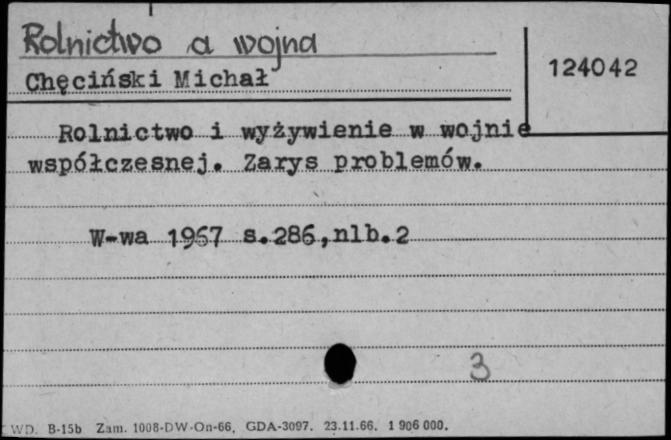 Rolnictwo a wojna
124042
Chęciński Michał
Rolnictwo i wyżywienie w wojnie
współczesnej. Zarys problemów.
W-wa 1967 s.286,nlb.2
3
WD. B-15b Zam. 1008-DW-On-66, GDA-3097. 23.11.66. 1 906 000.